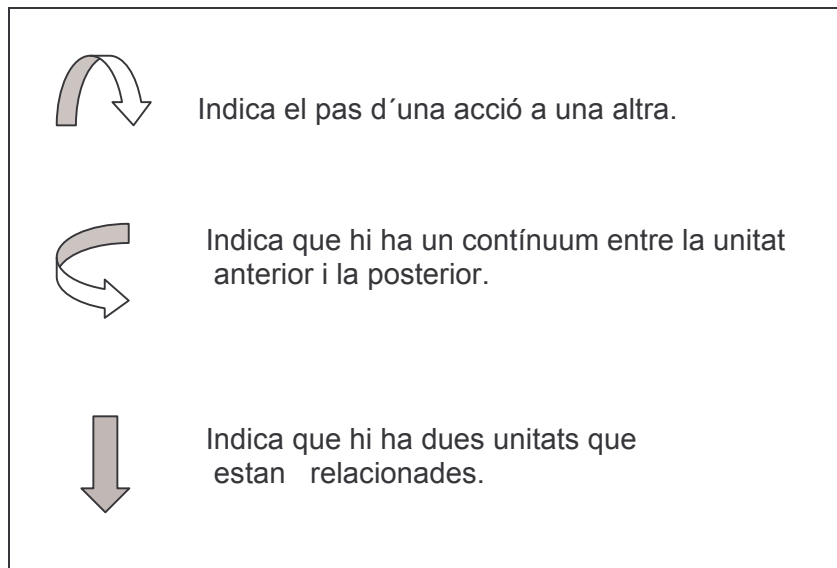 Indica el pas d´una acció a una altra.
Indica que hi ha un contínuum entre la unitat
anterior i la posterior.
Indica que hi ha dues unitats que
estan relacionades.